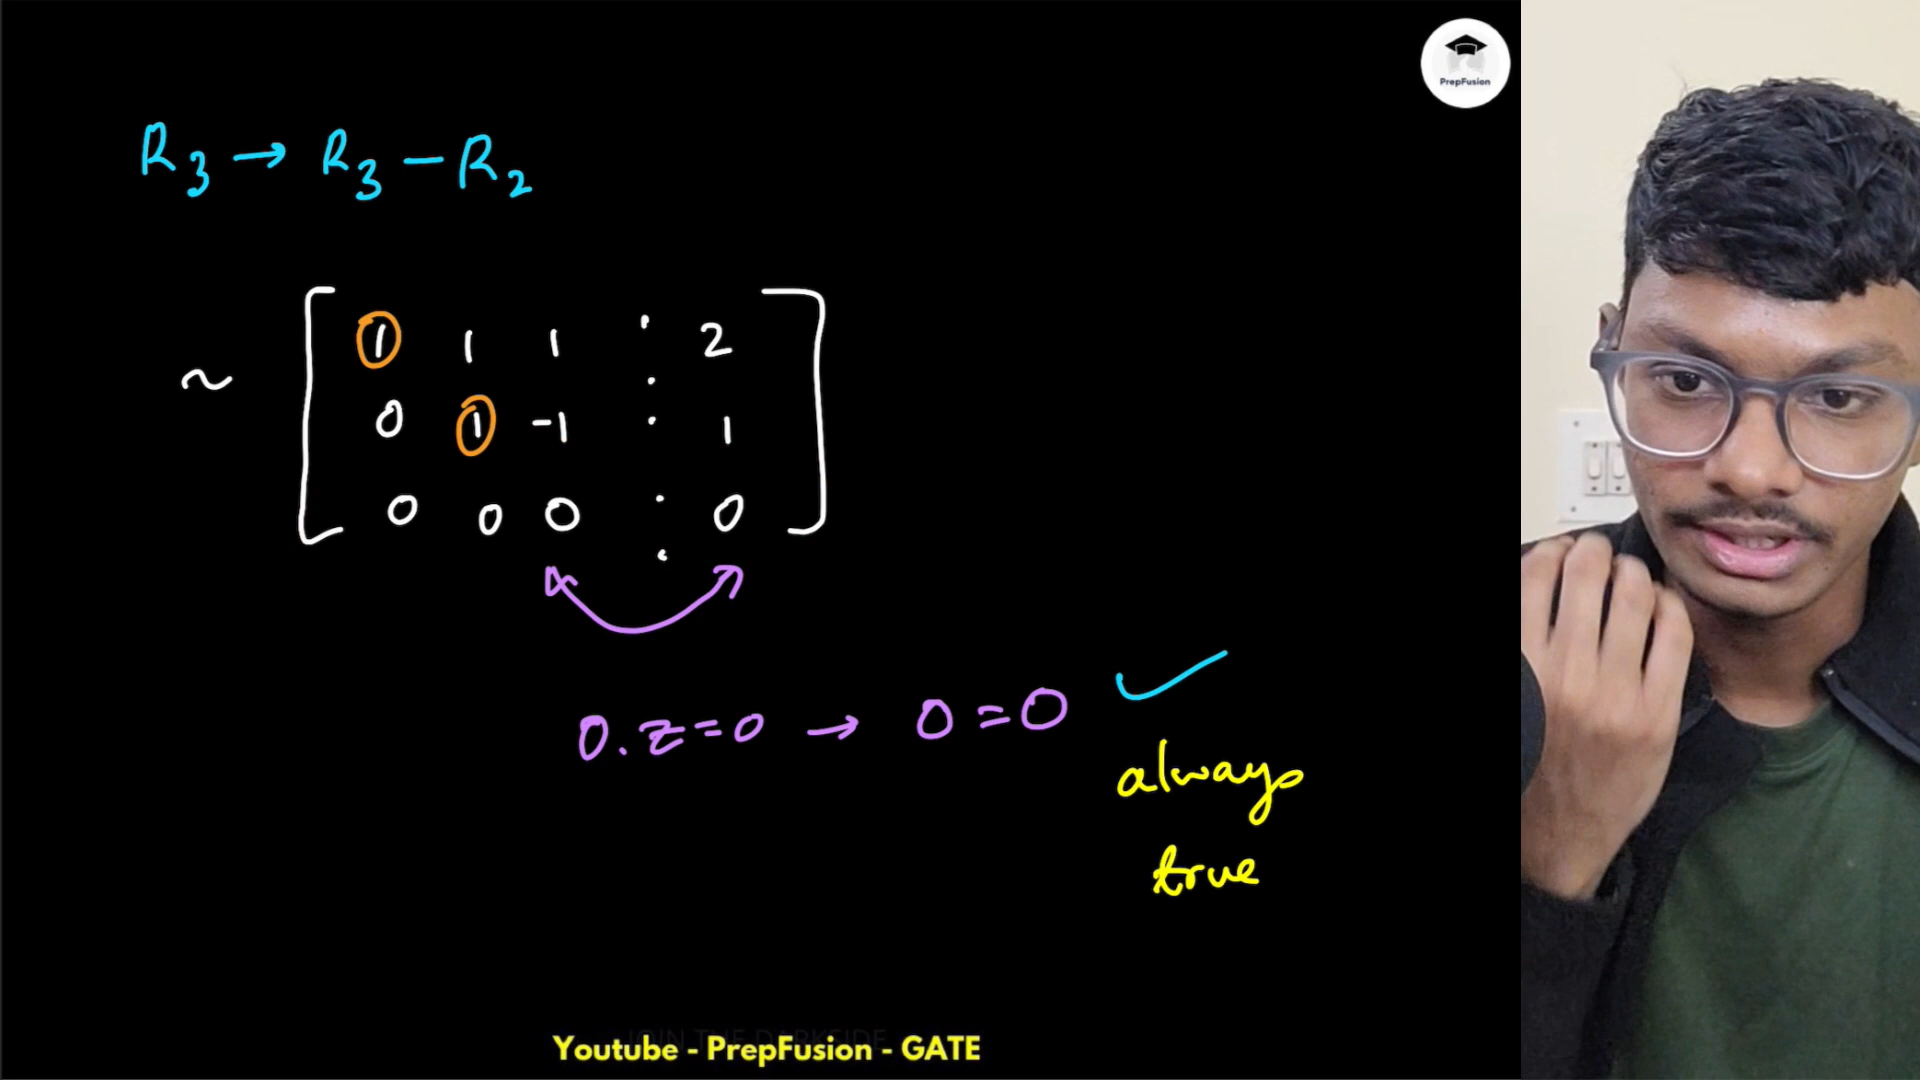 PrepFusion
R₃ → R₃ – R₂
~ [ 1 1 1 : 2
0 1 -1 : 1
0 0 0 : 0 ]
0.z=0 → 0=0 ✓
always
true
Youtube - PrepFusion - GATE